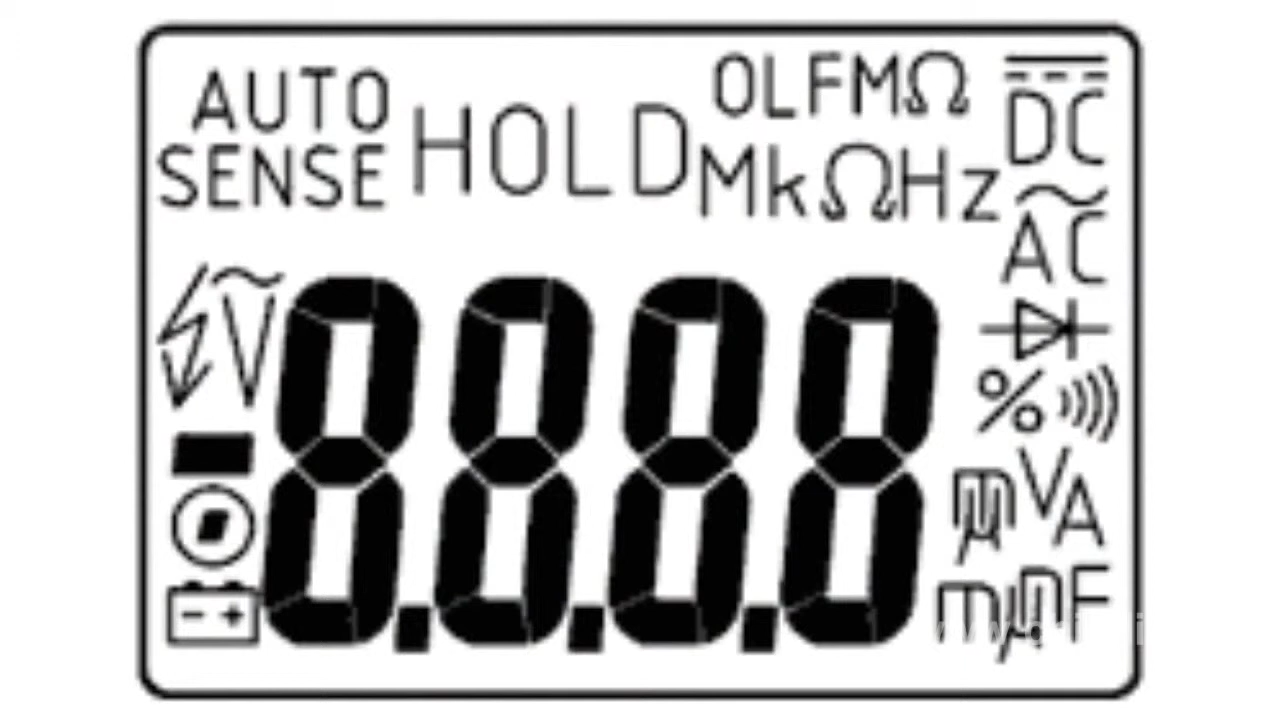 AUTO
SENSE
HOLD
OLFMΩ
MkΩHz
DC
AC
V
8.8.8.8
%
VA
F